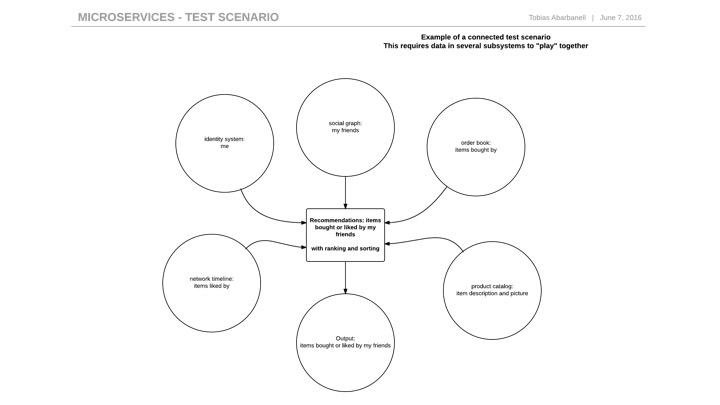 MICROSERVICES - TEST SCENARIO
Tobias Abarbanell | June 7, 2016
Example of a connected test scenario
This requires data in several subsystems to "play" together
identity system:
me
social graph:
my friends
order book:
items bought by
Recommendations: items
bought or liked by my
friends
with ranking and sorting
network timeline:
items liked by
product catalog:
item description and picture
Output:
items bought or liked by my friends